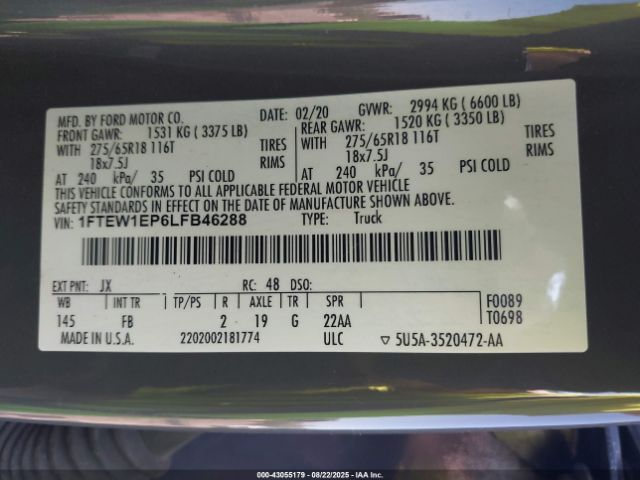 MFD. BY FORD MOTOR CO. DATE: 02/20 GVWR: 2994 KG ( 6600 LB)
FRONT GAWR: 1531 KG ( 3375 LB) REAR GAWR: 1520 KG ( 3350 LB)
WITH 275/65R18 116T TIRES WITH 275/65R18 116T TIRES
18x7.5J RIMS 18x7.5J RIMS
AT 240 kPa/ 35 PSI COLD AT 240 kPa/ 35 PSI COLD
THIS VEHICLE CONFORMS TO ALL APPLICABLE FEDERAL MOTOR VEHICLE
SAFETY STANDARDS IN EFFECT ON THE DATE OF MANUFACTURE SHOWN ABOVE.
VIN: 1FTEW1EP6LFB46288 TYPE: Truck
EXT PNT: JX RC: 48 DSO:
WB INT TR TP/PS R AXLE TR SPR F0089
145 FB 2 19 G 22AA T0698
MADE IN U.S.A. 2202002181774 ULC ▽ 5U5A-3520472-AA
000-43055179 - 08/22/2025 - IAA Inc.